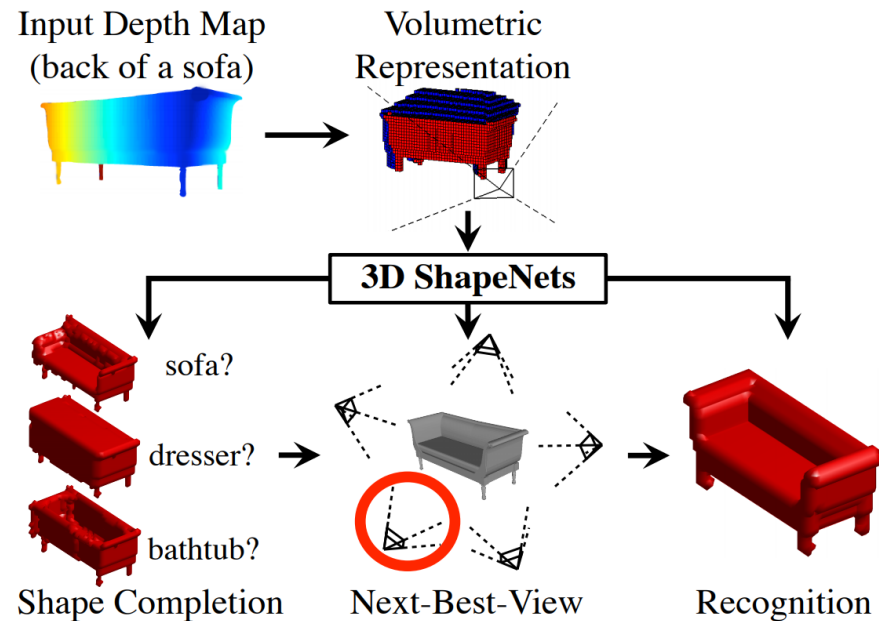 Input Depth Map
(back of a sofa)
Volumetric
Representation
3D ShapeNets
sofa?
dresser?
bathtub?
Shape Completion
Next-Best-View
Recognition